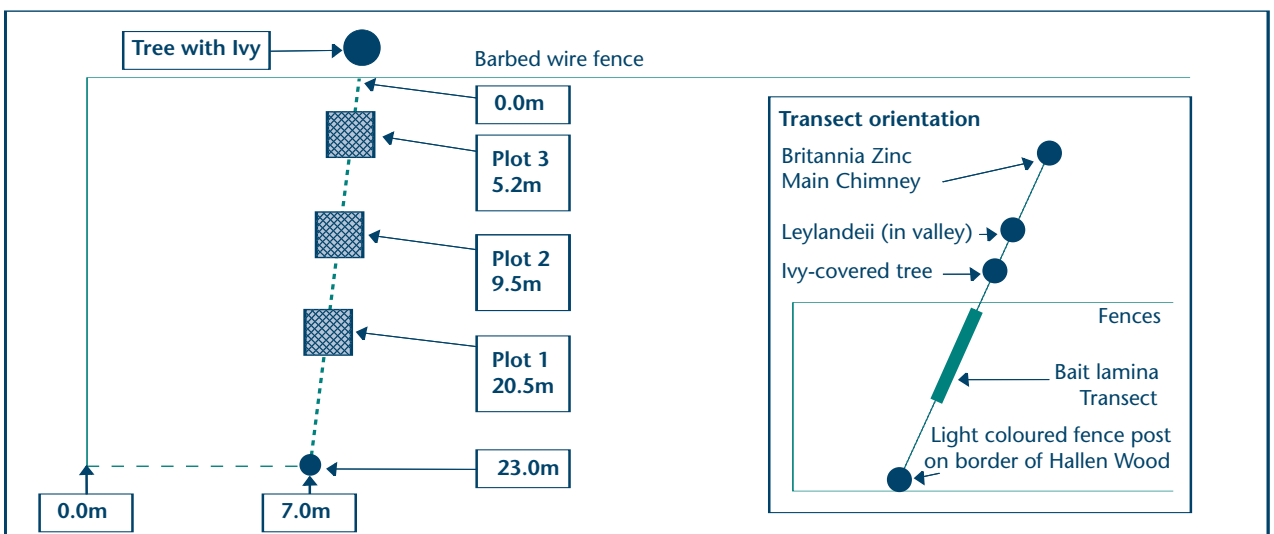 Tree with Ivy
Barbed wire fence
0.0m
Plot 3
5.2m
Plot 2
9.5m
Plot 1
20.5m
23.0m
0.0m
7.0m
Transect orientation
Britannia Zinc
Main Chimney
Leylandeii (in valley)
Ivy-covered tree
Fences
Bait lamina
Transect
Light coloured fence post
on border of Hallen Wood